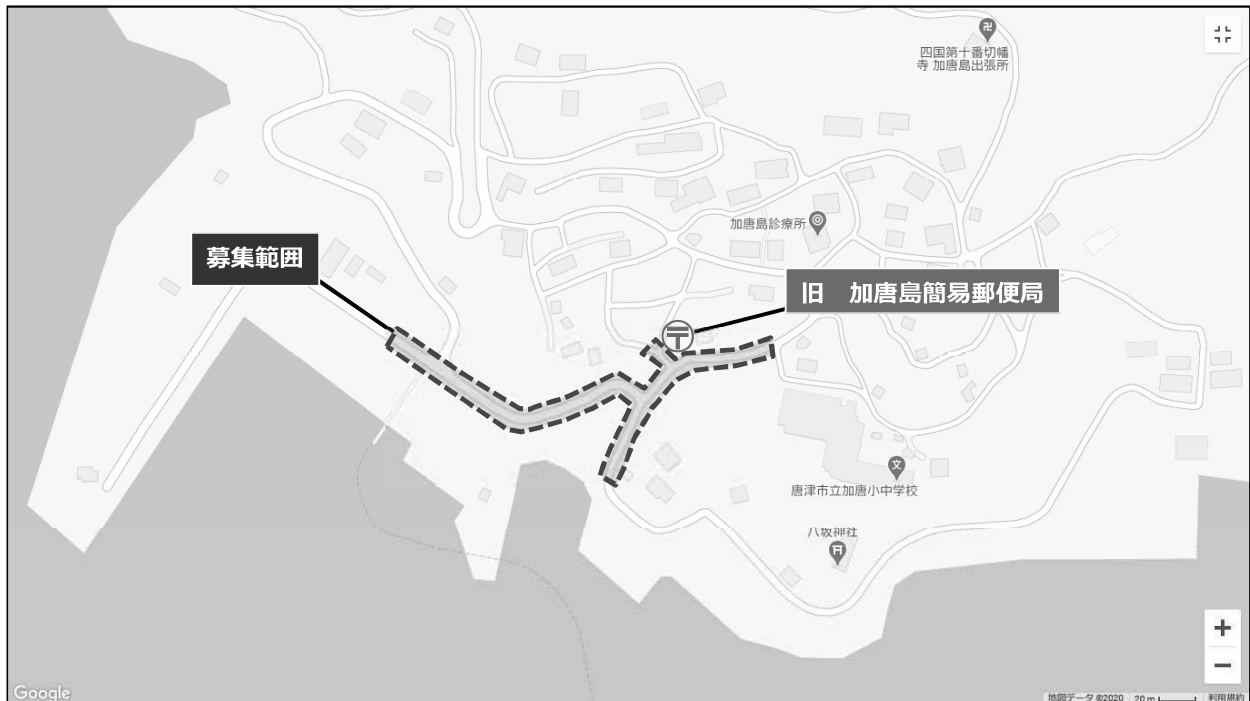 四国第十番切幡
寺 加唐島出張所
加唐島診療所
募集範囲
旧　加唐島簡易郵便局
唐津市立加唐小中学校
八坂神社
Google
地図データ ©2020 20 m 利用規約